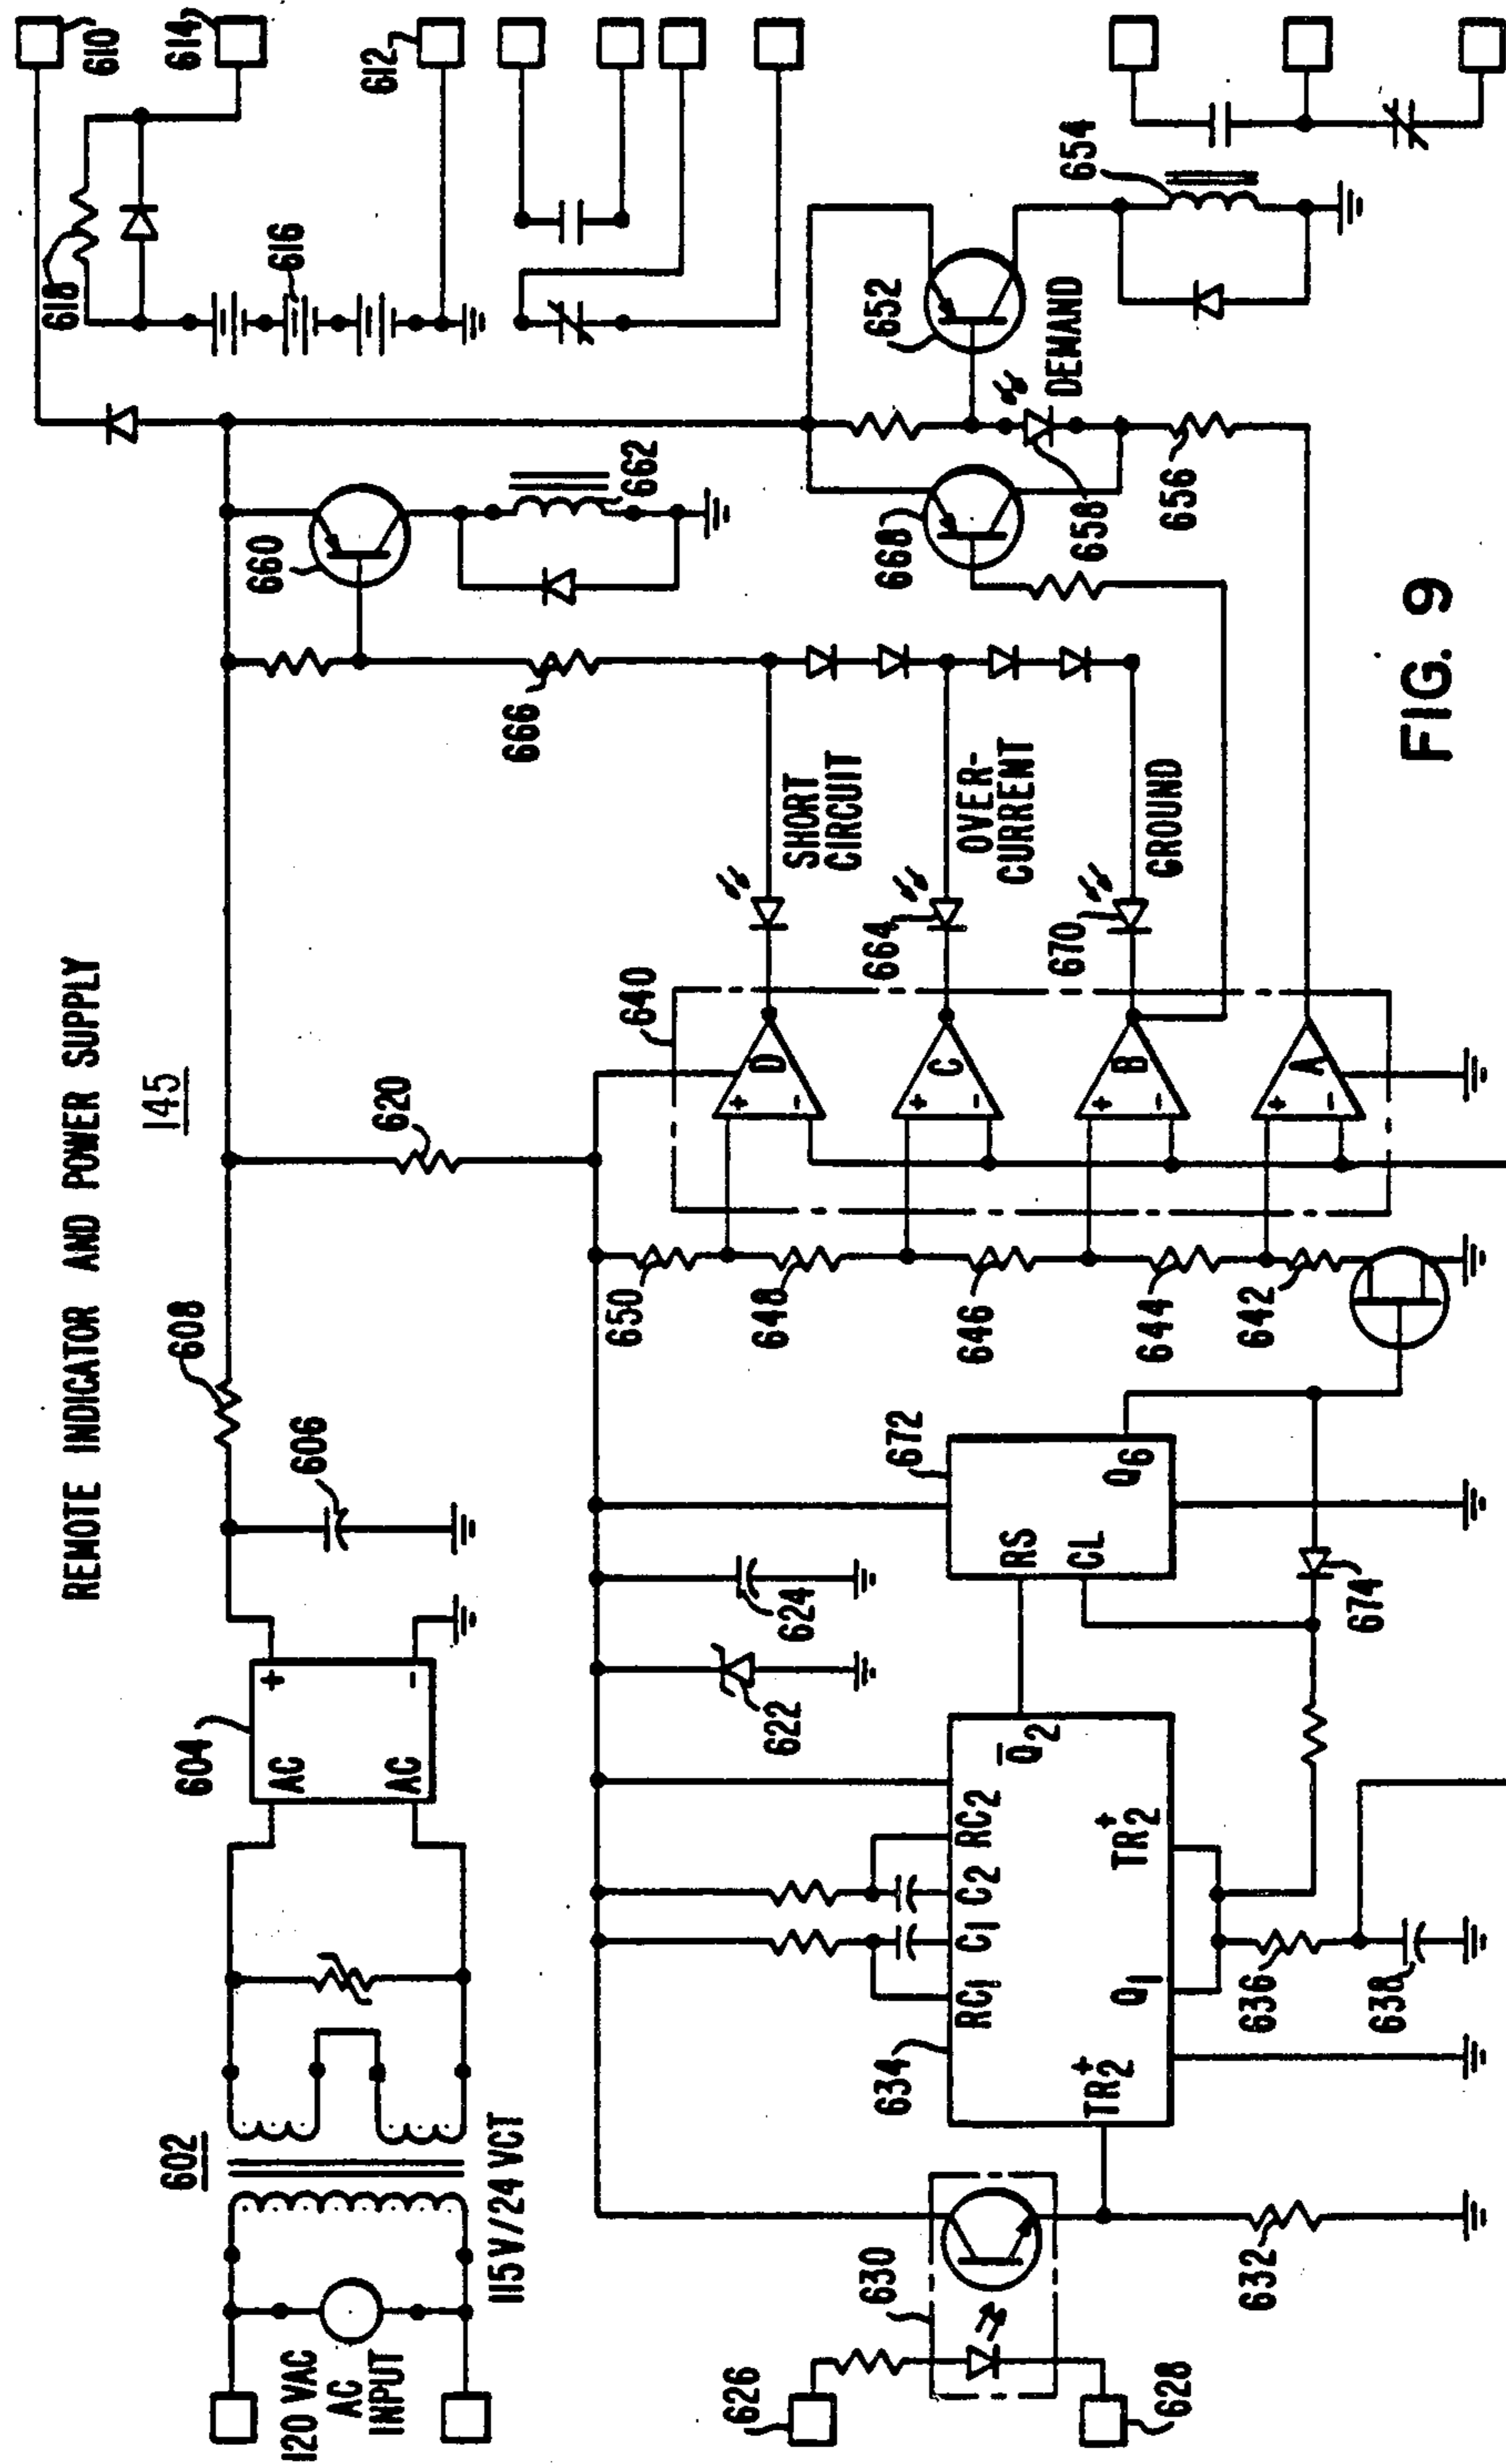 REMOTE INDICATOR AND POWER SUPPLY
145
602
120 VAC
AC
INPUT
115V/24 VCT
604
AC
AC
+
-
606
608
620
610
614
612
618
616
660
662
666
652
654
DEMAND
668
658
656
626
628
630
632
634
RC1
C1
C2
RC2
Q̅2
TR2+
Q1
TR2+
636
638
622
624
672
RS
CL
Q6
674
650
648
646
644
642
640
+
-
D
+
-
C
+
-
B
+
-
A
SHORT
CIRCUIT
664
OVER-
CURRENT
670
GROUND
FIG. 9